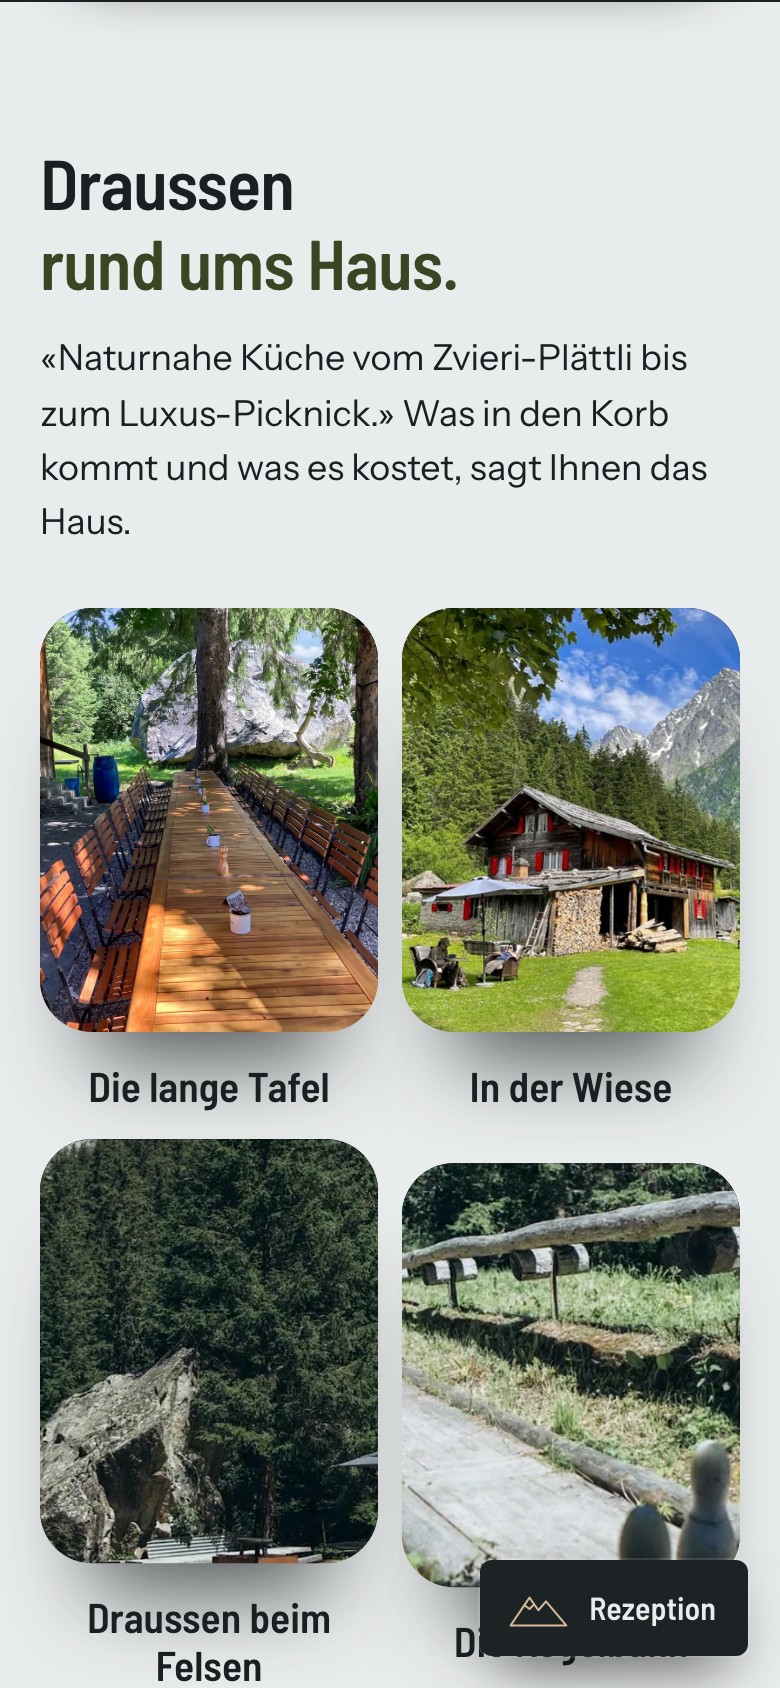 Draussen
rund ums Haus.
«Naturnahe Küche vom Zvieri-Plättli bis
zum Luxus-Picknick.» Was in den Korb
kommt und was es kostet, sagt Ihnen das
Haus.
Die lange Tafel
In der Wiese
Draussen beim
Felsen
Rezeption